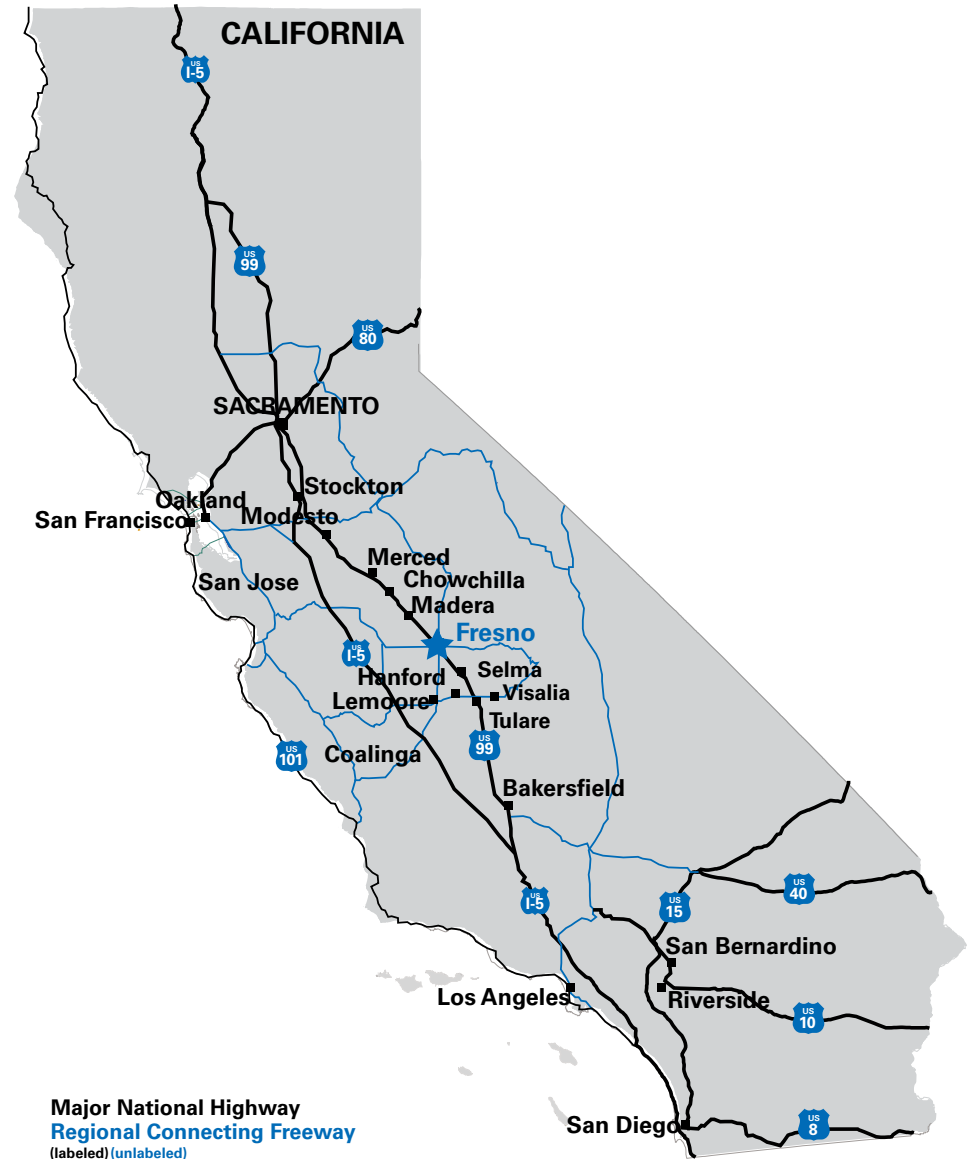 CALIFORNIA
US
I-5
US
99
US
80
SACRAMENTO
Stockton
Oakland
San Francisco
Modesto
Merced
Chowchilla
San Jose
Madera
Fresno
US
I-5
Selma
Hanford
Visalia
Lemoore
Tulare
US
99
US
101
Coalinga
Bakersfield
US
40
US
I-5
US
15
San Bernardino
Los Angeles
Riverside
US
10
Major National Highway
San Diego
US
8
Regional Connecting Freeway
(labeled) (unlabeled)